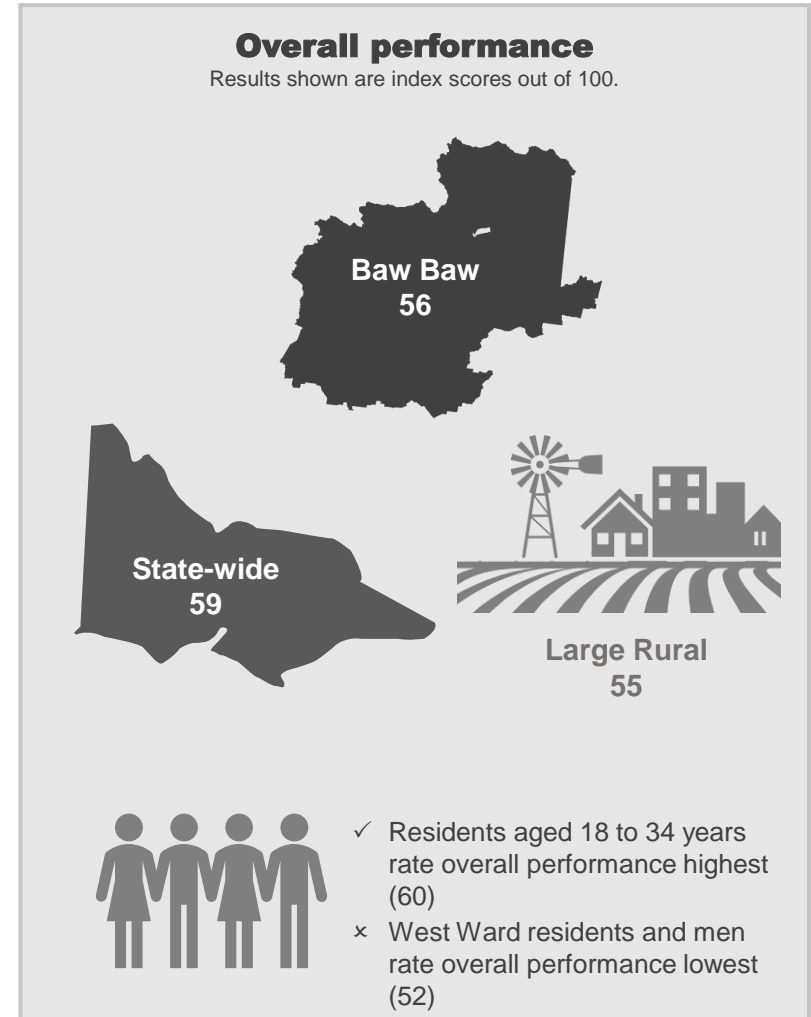 Overall performance
Results shown are index scores out of 100.
Baw Baw
56
State-wide
59
Large Rural
55
✓ Residents aged 18 to 34 years
rate overall performance highest
(60)
× West Ward residents and men
rate overall performance lowest
(52)